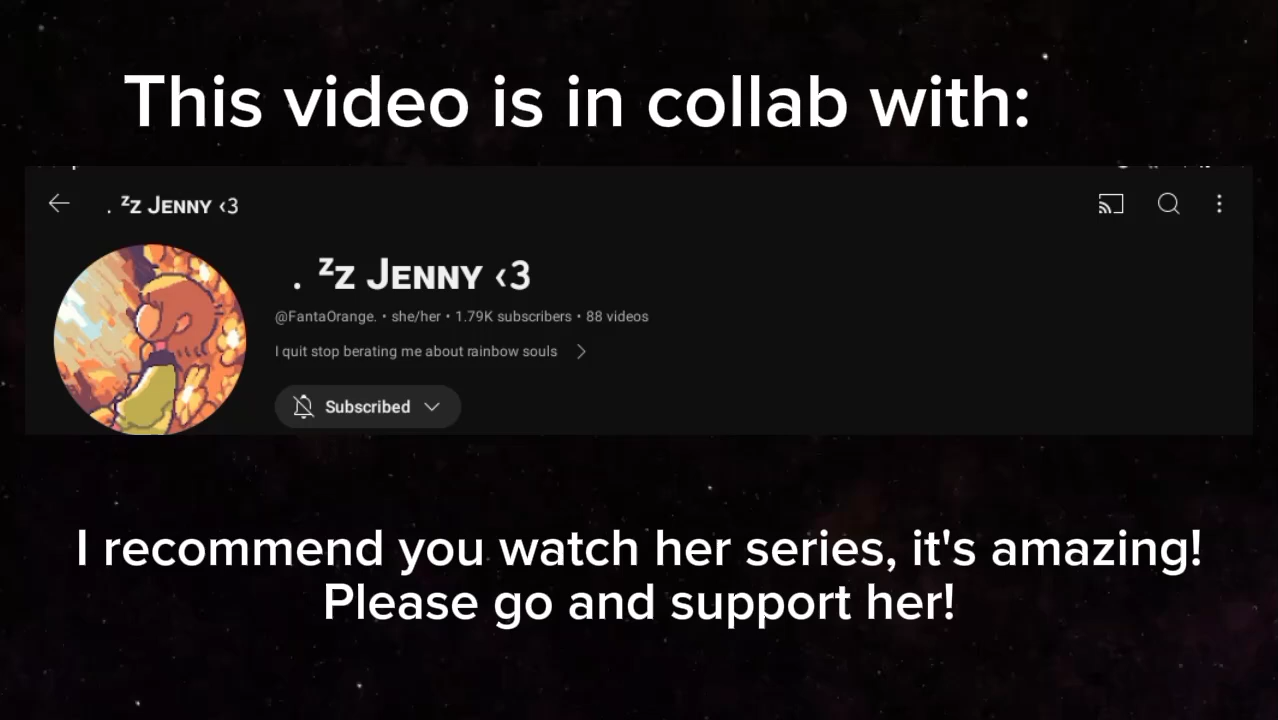 This video is in collab with:
. ᶻz Jᴇɴɴʏ ‹3
. ᶻz Jᴇɴɴʏ ‹3
@FantaOrange. • she/her • 1.79K subscribers • 88 videos
I quit stop berating me about rainbow souls
Subscribed
I recommend you watch her series, it's amazing!
Please go and support her!